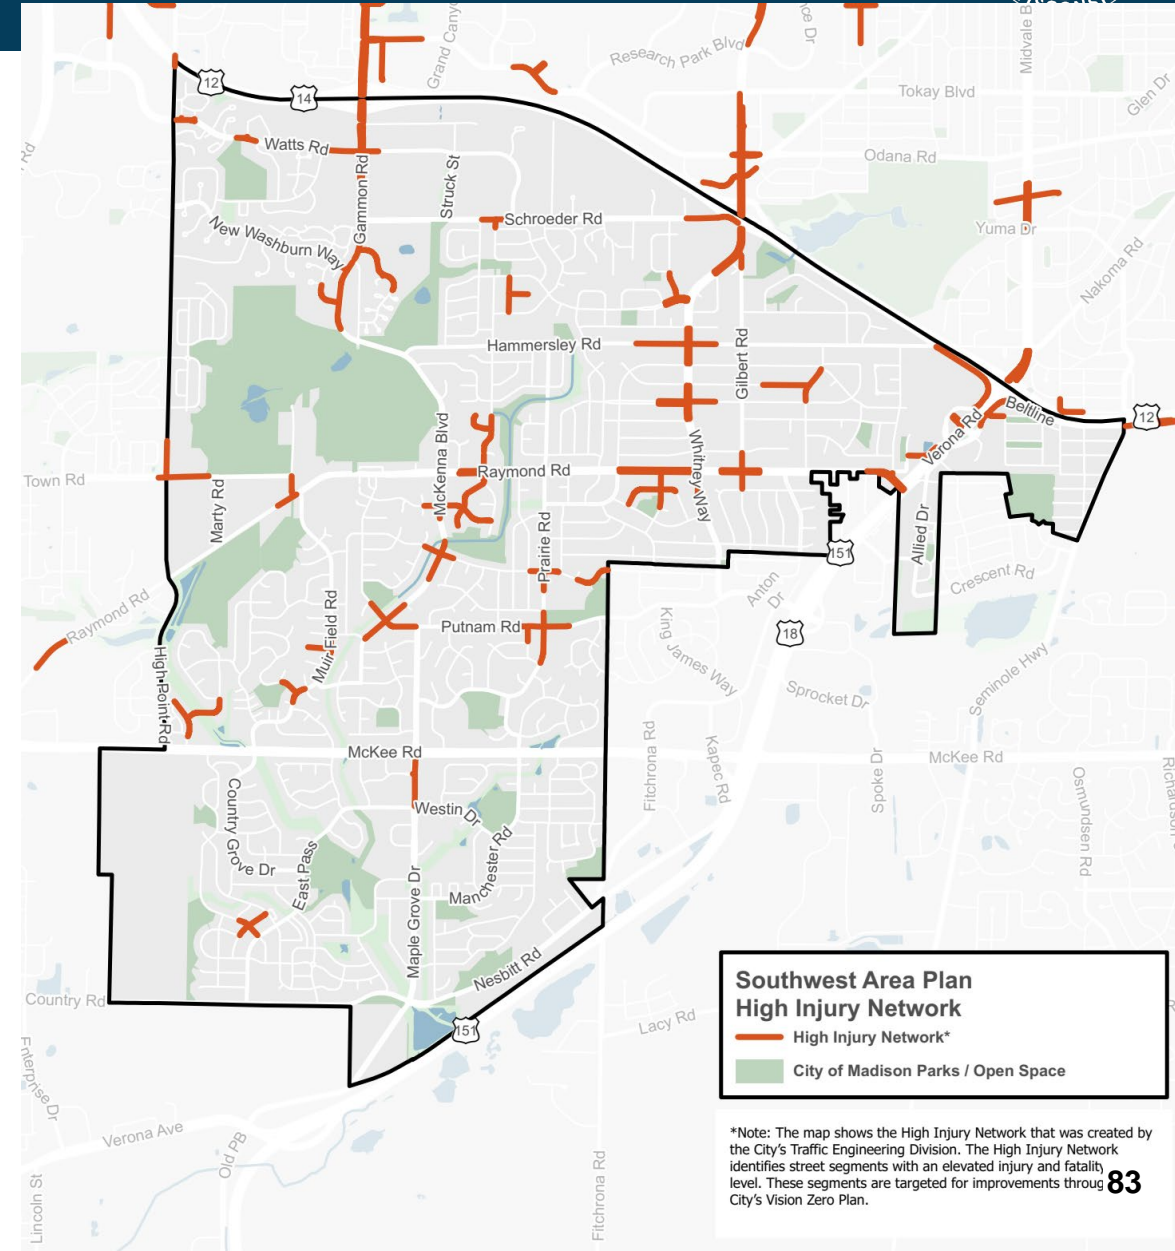 Grand Canyo
Research Park Blvd
ce Dr
Midvale B
12
14
Tokay Blvd
Glen Dr
Rd
Watts Rd
Odana Rd
Gammon Rd
Struck St
Schroeder Rd
New Washburn Way
Yuma Dr
Nakoma Rd
Hammersley Rd
Gilbert Rd
Beltline
12
McKenna Blvd
Verona Rd
Whitney Way
Raymond Rd
Town Rd
Marty Rd
Allied Dr
Prairie Rd
151
Crescent Rd
Anton
Dr
Raymond Rd
Muir Field Rd
Putnam Rd
King James Way
18
High Point Rd
Seminole Hwy
Sprocket Dr
McKee Rd
McKee Rd
Fitchrona Rd
Kapec Rd
Spoke Dr
Osmundsen Rd
Country Grove Dr
Westin Dr
Manchester Rd
East Pass
Maple Grove Dr
Nesbitt Rd
Country Rd
151
Lacy Rd
Enterprise Dr
Verona Ave
Old PB
Lincoln St
Fitchrona Rd
Southwest Area Plan
High Injury Network
High Injury Network*
City of Madison Parks / Open Space
*Note: The map shows the High Injury Network that was created by
the City's Traffic Engineering Division. The High Injury Network
identifies street segments with an elevated injury and fatality
level. These segments are targeted for improvements throug
City's Vision Zero Plan.
83